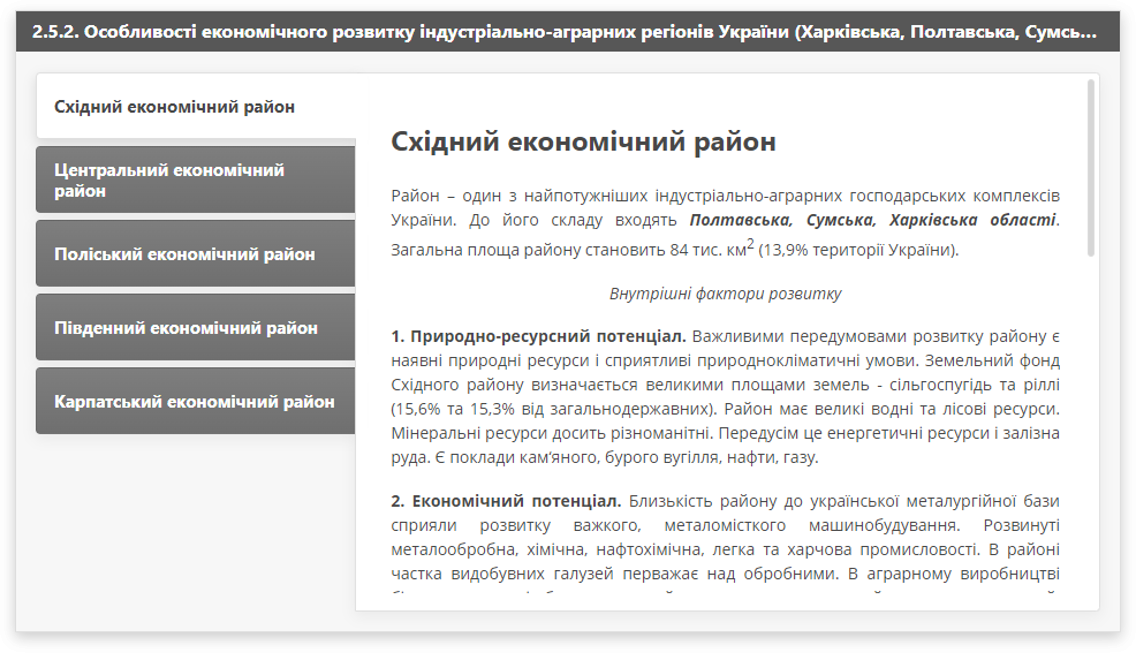 2.5.2. Особливості економічного розвитку індустріально-аграрних регіонів України (Харківська, Полтавська, Сумсь...
Східний економічний район
Центральний економічний
район
Поліський економічний район
Південний економічний район
Карпатський економічний район
Східний економічний район
Район – один з найпотужніших індустріально-аграрних господарських комплексів
України. До його складу входять Полтавська, Сумська, Харківська області.
Загальна площа району становить 84 тис. км2 (13,9% території України).
Внутрішні фактори розвитку
1. Природно-ресурсний потенціал. Важливими передумовами розвитку району є
наявні природні ресурси і сприятливі природнокліматичні умови. Земельний фонд
Східного району визначається великими площами земель - сільгоспугідь та ріллі
(15,6% та 15,3% від загальнодержавних). Район має великі водні та лісові ресурси.
Мінеральні ресурси досить різноманітні. Передусім це енергетичні ресурси і залізна
руда. Є поклади кам’яного, бурого вугілля, нафти, газу.
2. Економічний потенціал. Близькість району до української металургійної бази
сприяли розвитку важкого, металомісткого машинобудування. Розвинуті
металообробна, хімічна, нафтохімічна, легка та харчова промисловості. В районі
частка видобувних галузей перважає над обробними. В аграрному виробництві